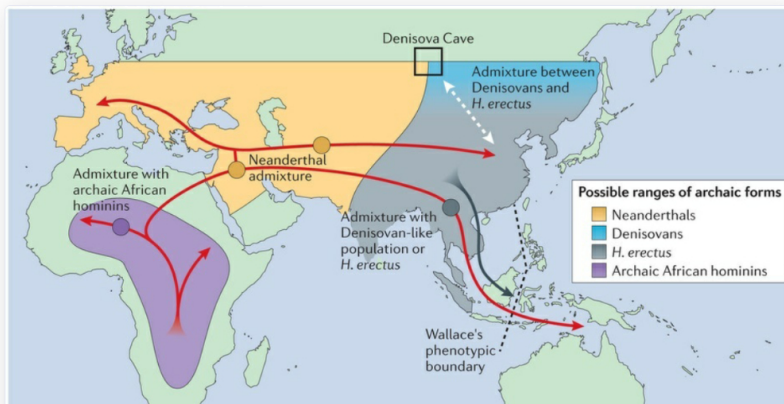 Denisova Cave
Admixture between
Denisovans and
H. erectus
Neanderthal
admixture
Admixture with
archaic African
hominins
Admixture with
Denisovan-like
population or
H. erectus
Wallace's
phenotypic
boundary
Possible ranges of archaic forms
Neanderthals
Denisovans
H. erectus
Archaic African hominins